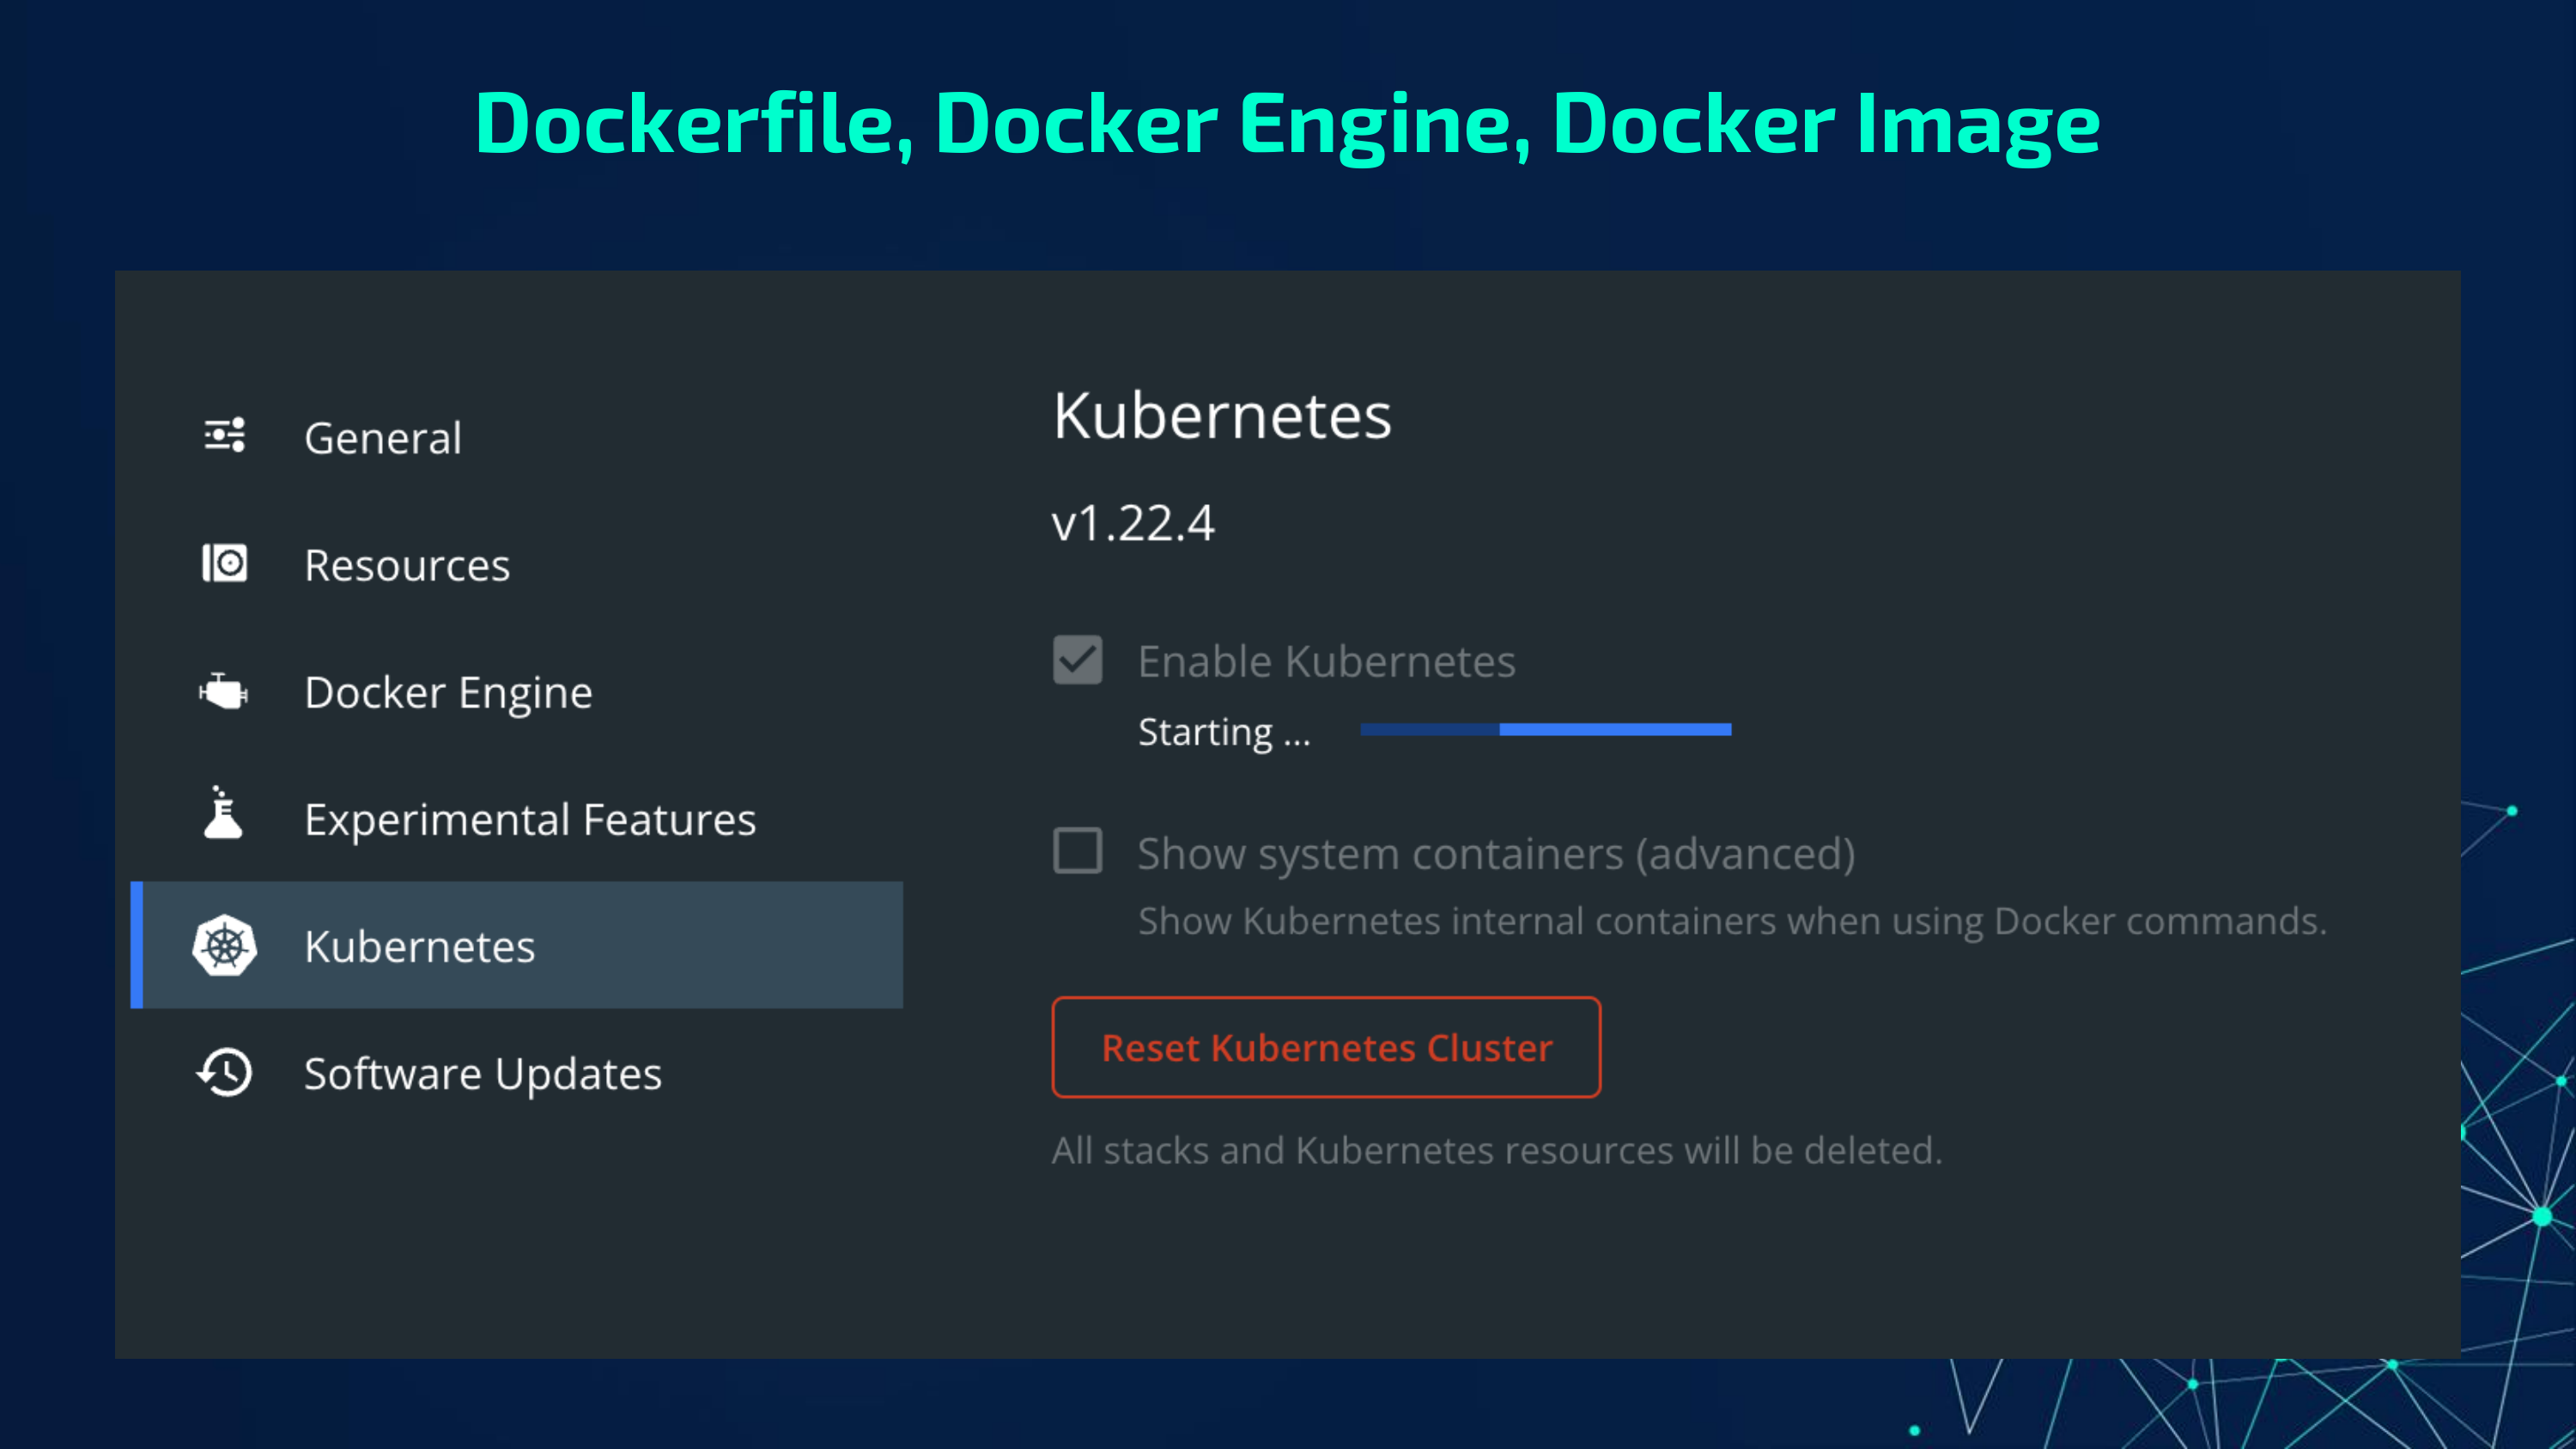 Dockerfile, Docker Engine, Docker Image
General
Resources
Docker Engine
Experimental Features
Kubernetes
Software Updates
Kubernetes
v1.22.4
Enable Kubernetes
Starting ...
Show system containers (advanced)
Show Kubernetes internal containers when using Docker commands.
Reset Kubernetes Cluster
All stacks and Kubernetes resources will be deleted.